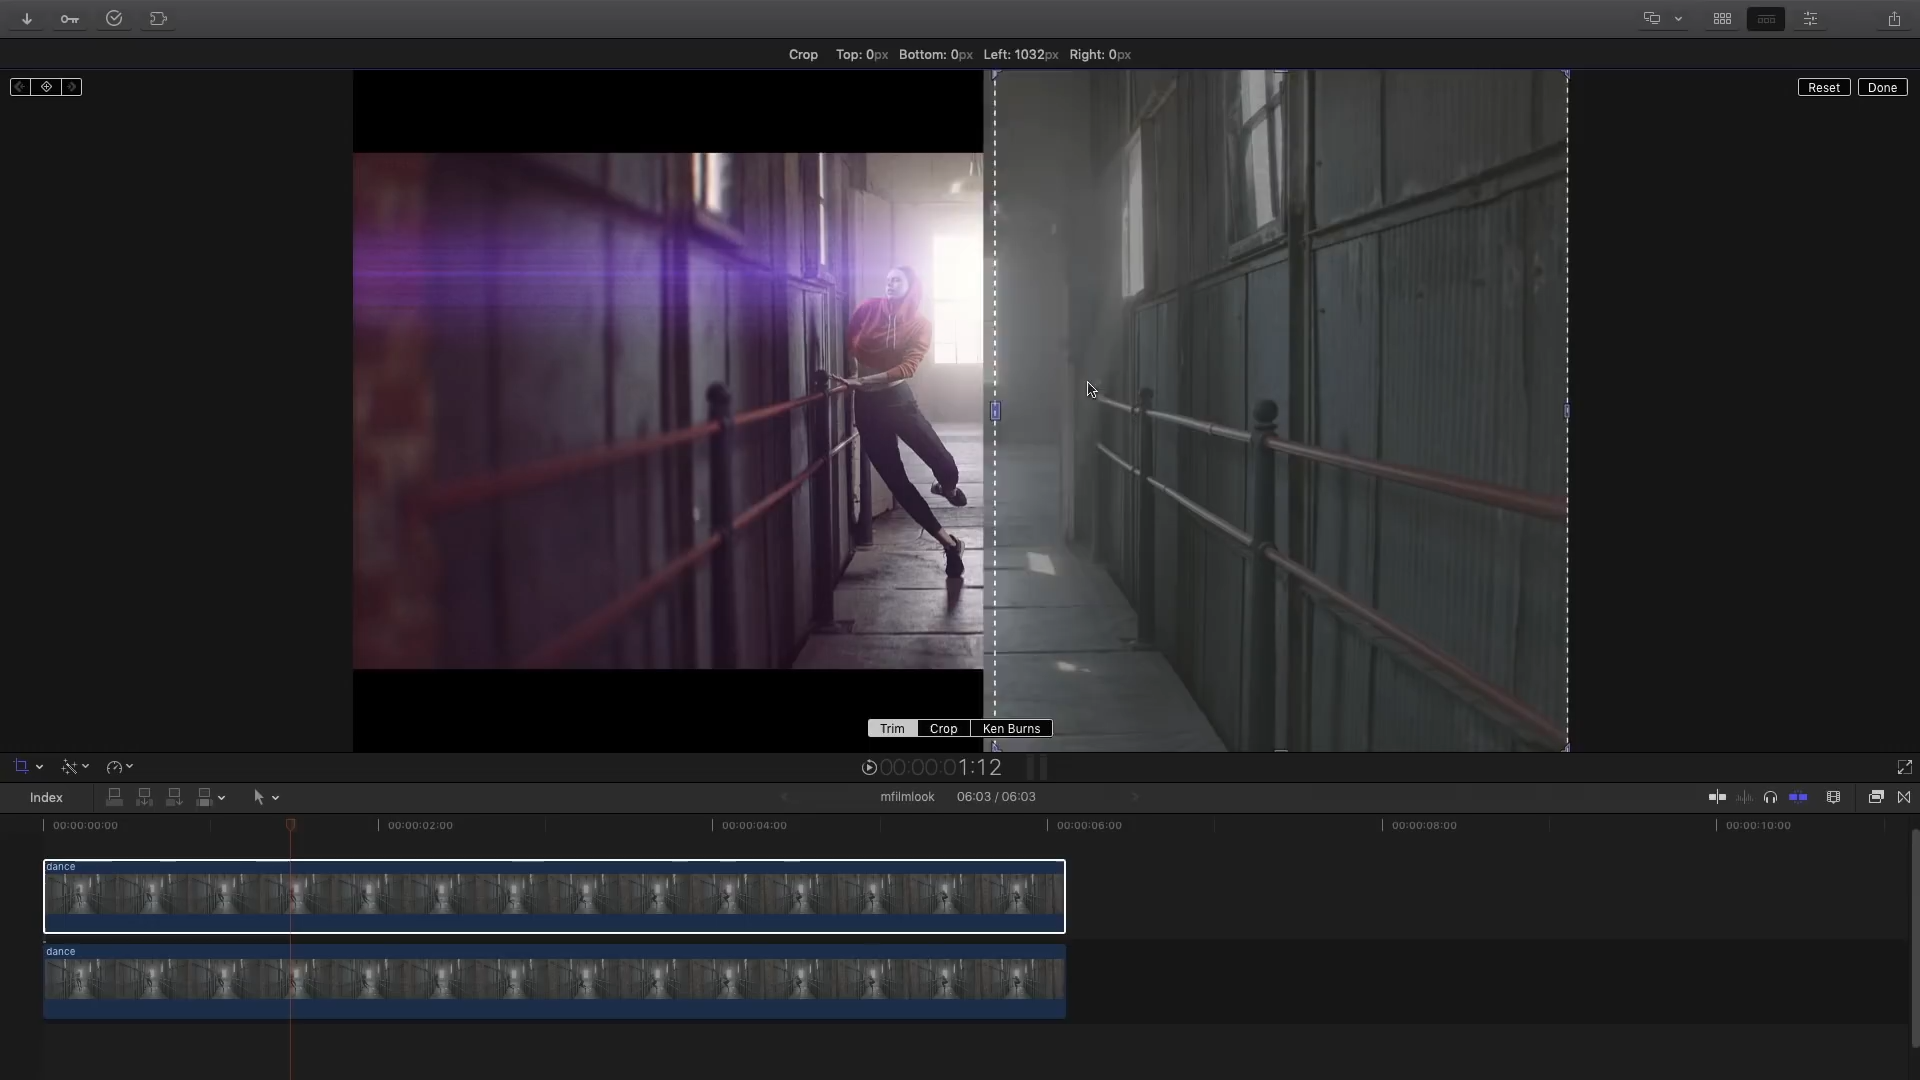 Crop Top: 0px Bottom: 0px Left: 1032px Right: 0px
Reset Done
Trim Crop Ken Burns
00:00:01:12
Index
mfilmlook 06:03 / 06:03
00:00:00:00 00:00:02:00 00:00:04:00 00:00:06:00 00:00:08:00 00:00:10:00
dance
dance